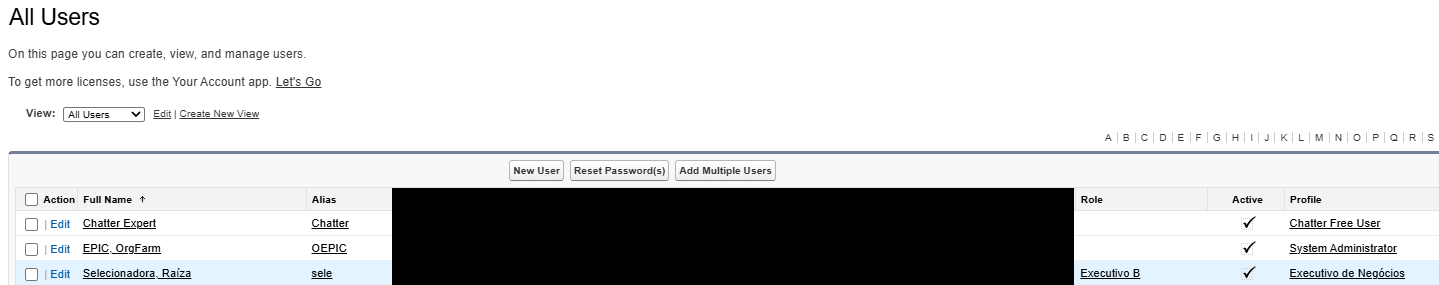 All Users
On this page you can create, view, and manage users.
To get more licenses, use the Your Account app. Let's Go
View: All Users Edit | Create New View
A | B | C | D | E | F | G | H | I | J | K | L | M | N | O | P | Q | R | S
New User Reset Password(s) Add Multiple Users
Action Full Name ↑ Alias Role Active Profile
| Edit Chatter Expert Chatter Chatter Free User
| Edit EPIC, OrgFarm OEPIC System Administrator
| Edit Selecionadora, Raíza sele Executivo B Executivo de Negócios